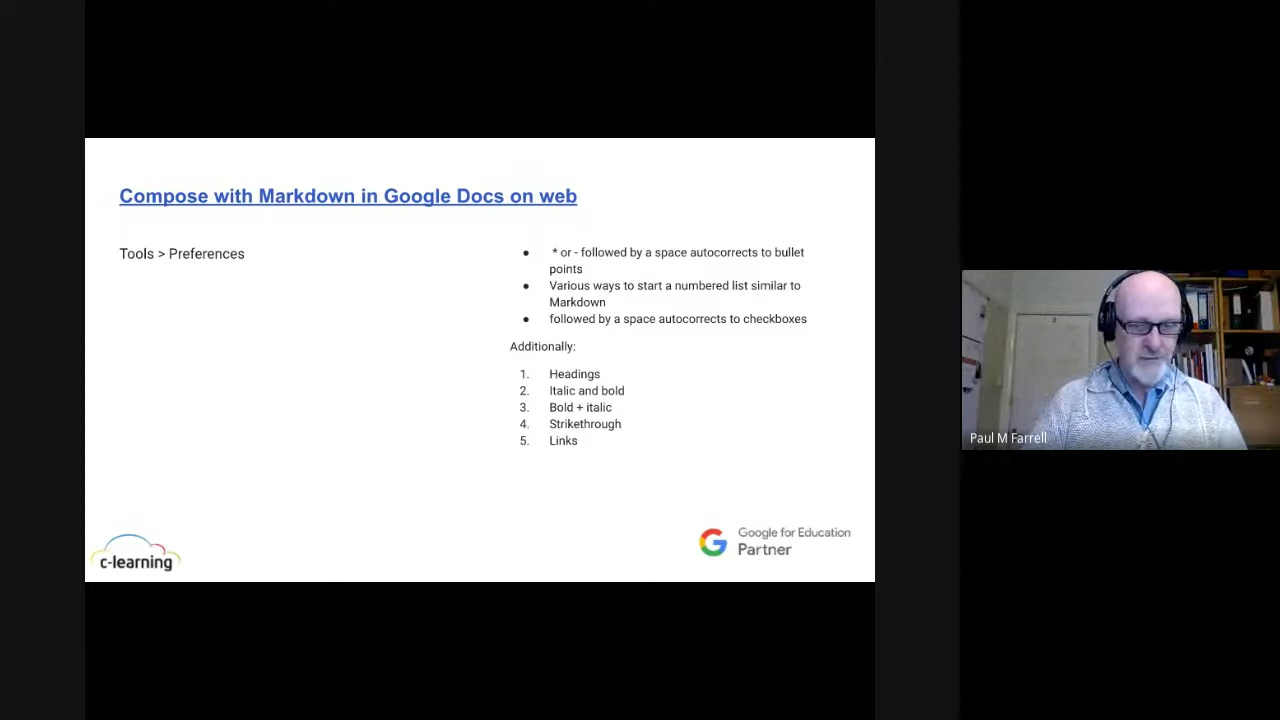 Compose with Markdown in Google Docs on web
Tools > Preferences
● * or - followed by a space autocorrects to bullet
points
● Various ways to start a numbered list similar to
Markdown
● followed by a space autocorrects to checkboxes
Additionally:
1. Headings
2. Italic and bold
3. Bold + italic
4. Strikethrough
5. Links
c-learning
Google for Education
Partner
Paul M Farrell